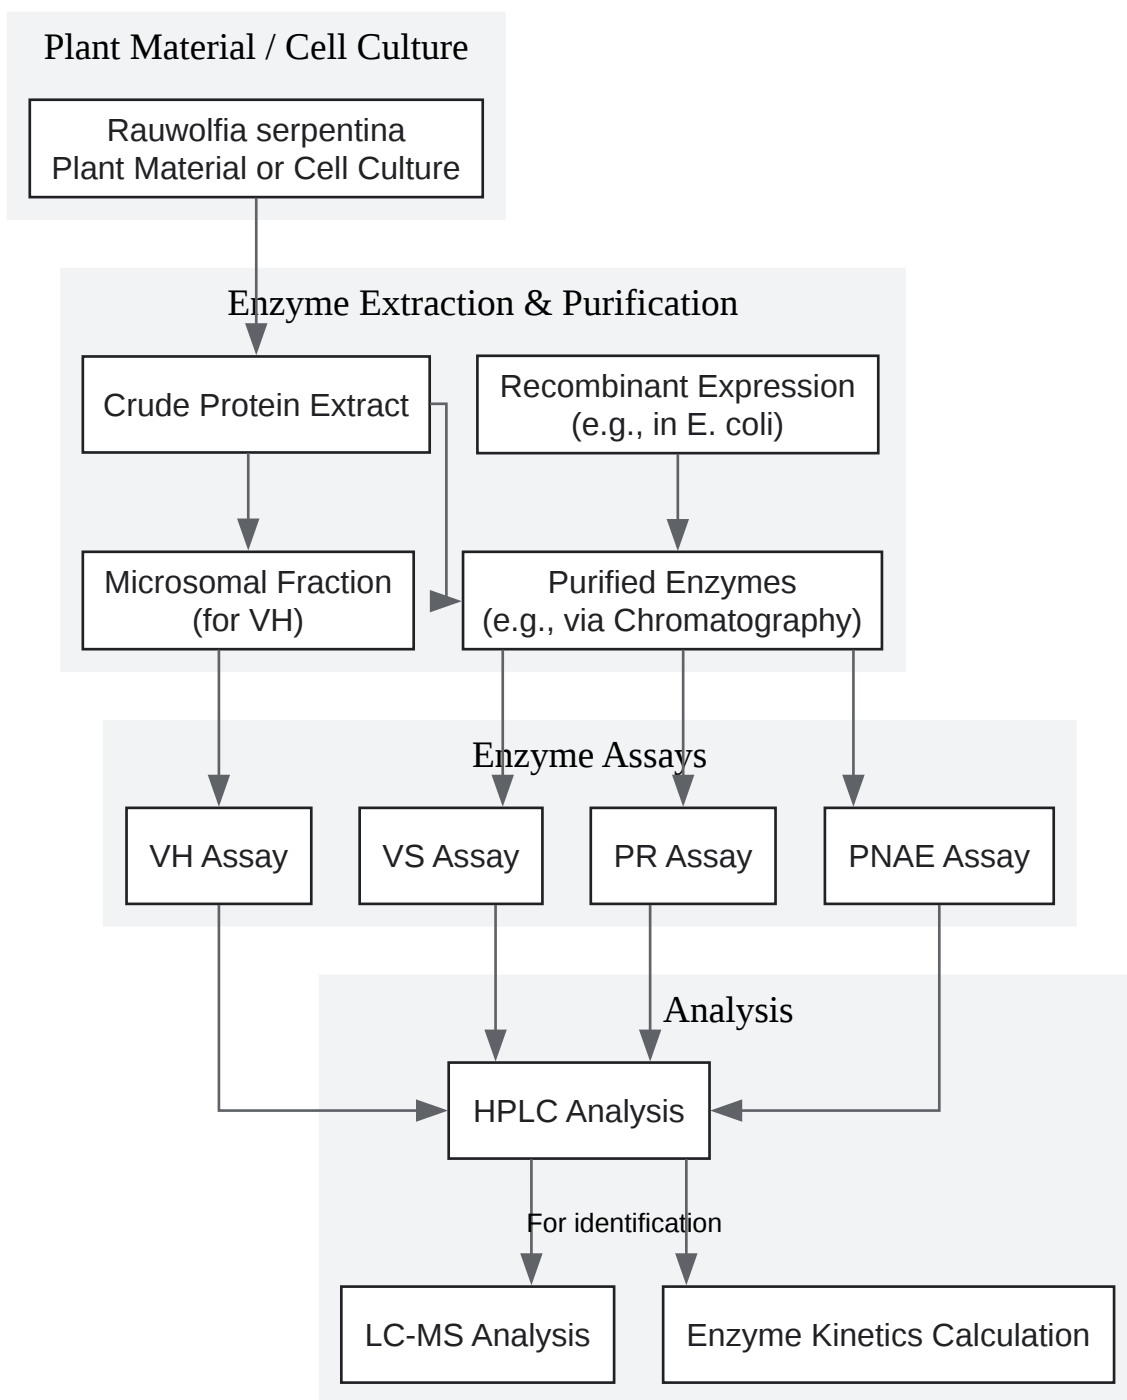 Plant Material / Cell Culture
Rauwolfia serpentina
Plant Material or Cell Culture
Enzyme Extraction & Purification
Crude Protein Extract
Recombinant Expression
(e.g., in E. coli)
Microsomal Fraction
(for VH)
Purified Enzymes
(e.g., via Chromatography)
Enzyme Assays
VH Assay
VS Assay
PR Assay
PNAE Assay
Analysis
HPLC Analysis
For identification
LC-MS Analysis
Enzyme Kinetics Calculation